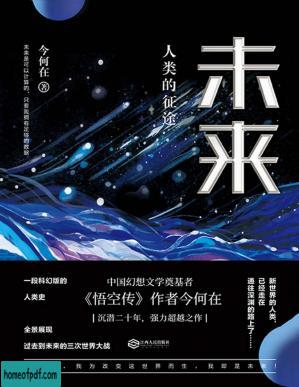 未来
人类的征途
今何在 著
未来是可以计算的，只要我拥有足够的数据。
新世界的人类，
已经走在
通往深渊的路上了……
一段科幻版的
人类史
全景展现
过去到未来的三次世界大战
中国幻想文学奠基者
《悟空传》作者今何在
沉潜二十年，强力超越之作
江西人民出版社
我为改变这世界而生，我即是未来！
homeofpdf.com
homeofpdf.com